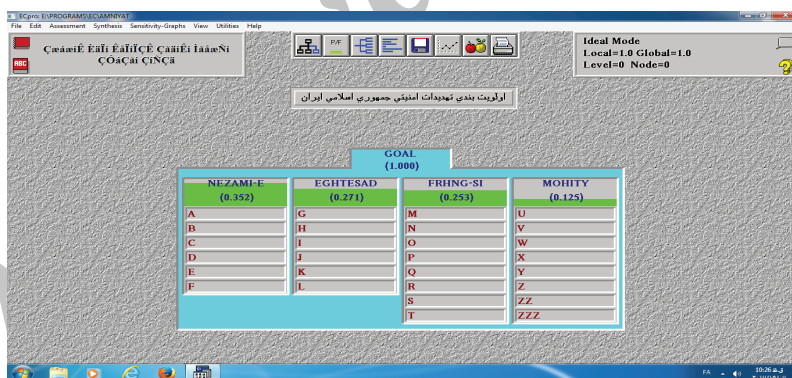 ECpro: E:\PROGRAMS\EC\AMNIYAT
File Edit Assessment Synthesis Sensitivity-Graphs View Utilities Help
P/F
ABC
Ideal Mode
Local=1.0 Global=1.0
Level=0 Node=0
اولويت بندي تهديدات امنيتي جمهوري اسلامي ايران
GOAL
(1.000)
NEZAMI-E EGHTESAD FRHNG-SI MOHITY
(0.352) (0.271) (0.253) (0.125)
A G M U
B H N V
C I O W
D J P X
E K Q Y
F L R Z
S ZZ
T ZZZ
FA 10:26 ق.ظ